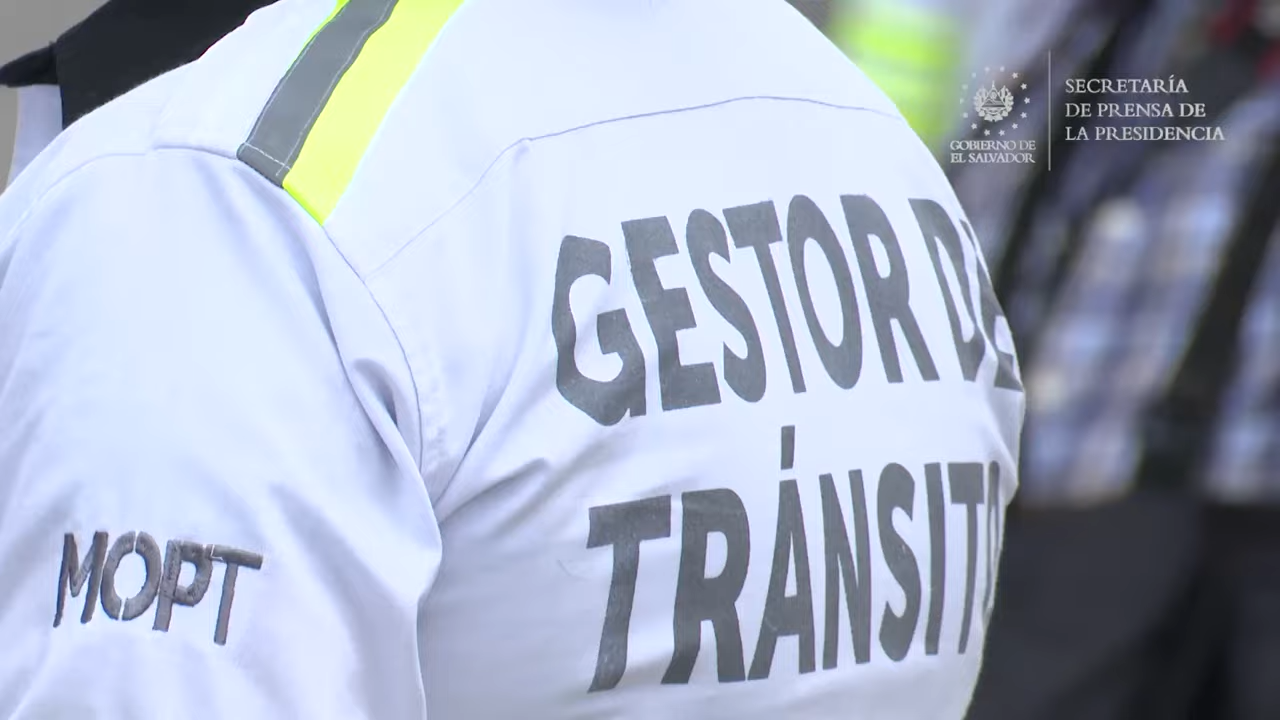 SECRETARÍA
DE PRENSA DE
LA PRESIDENCIA
GOBIERNO DE
EL SALVADOR
GESTOR DE
TRÁNSITO
MOPT